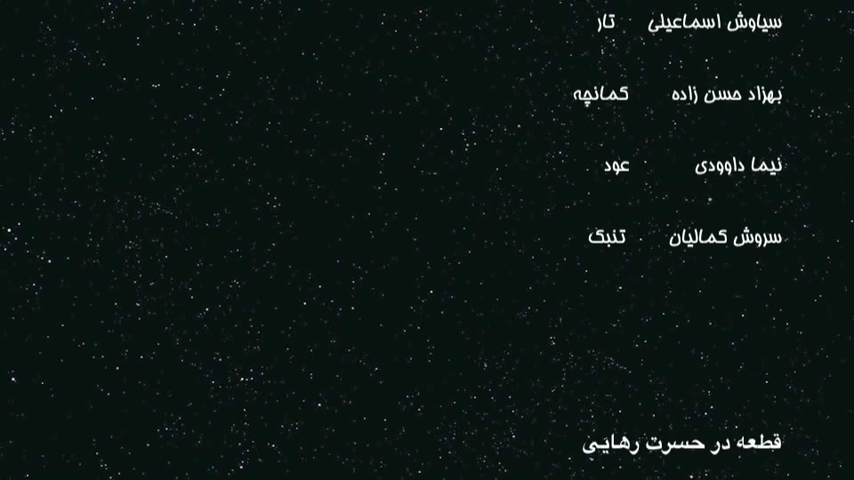 سیاوش اسماعیلی تار
بهزاد حسن زاده کمانچه
نیما داوودی عود
سروش کمالیان تنبک
قطعه در حسرت رهایی